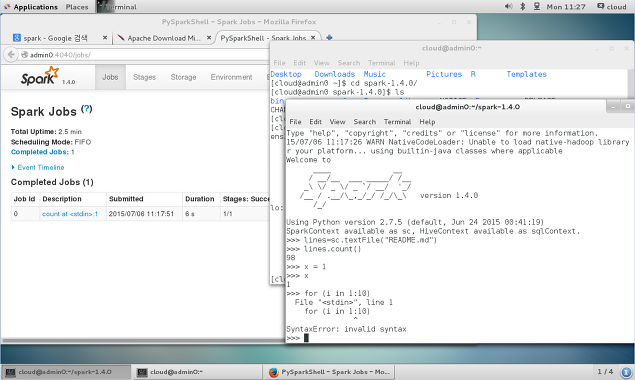 Applications Places Terminal
Mon 11:27 cloud
PySparkShell - Spark Jobs - Mozilla Firefox
spark - Google 검색
Apache Download Mi...
PySparkShell - Spark Jobs
admin0:4040/jobs/
Spark 1.4.0
Jobs Stages Storage Environment
Spark Jobs (?)
Total Uptime: 2.5 min
Scheduling Mode: FIFO
Completed Jobs: 1
Event Timeline
Completed Jobs (1)
Job Id Description Submitted Duration Stages: Succe
0 count at <stdin>:1 2015/07/06 11:17:51 6 s 1/1
cloud@admin0:~
File Edit View Search Terminal Help
Desktop Downloads Music Pictures R Templates
[cloud@admin0 ~]$ cd spark-1.4.0/
[cloud@admin0 spark-1.4.0]$ ls
bin
CHAN
[clo
[clo
ens
lo:
[clo
cloud@admin0:~/spark-1.4.0
File Edit View Search Terminal Help
Type "help", "copyright", "credits" or "license" for more information.
15/07/06 11:17:26 WARN NativeCodeLoader: Unable to load native-hadoop librar
y for your platform... using builtin-java classes where applicable
Welcome to
version 1.4.0
Using Python version 2.7.5 (default, Jun 24 2015 00:41:19)
SparkContext available as sc, HiveContext available as sqlContext.
>>> lines=sc.textFile("README.md")
>>> lines.count()
98
>>> x = 1
>>> x
1
>>> for (i in 1:10)
File "<stdin>", line 1
for (i in 1:10)
^
SyntaxError: invalid syntax
>>>
cloud@admin0:~/spark-1.4.0
cloud@admin0:~
PySparkShell - Spark Jobs - Mo...
1 / 4